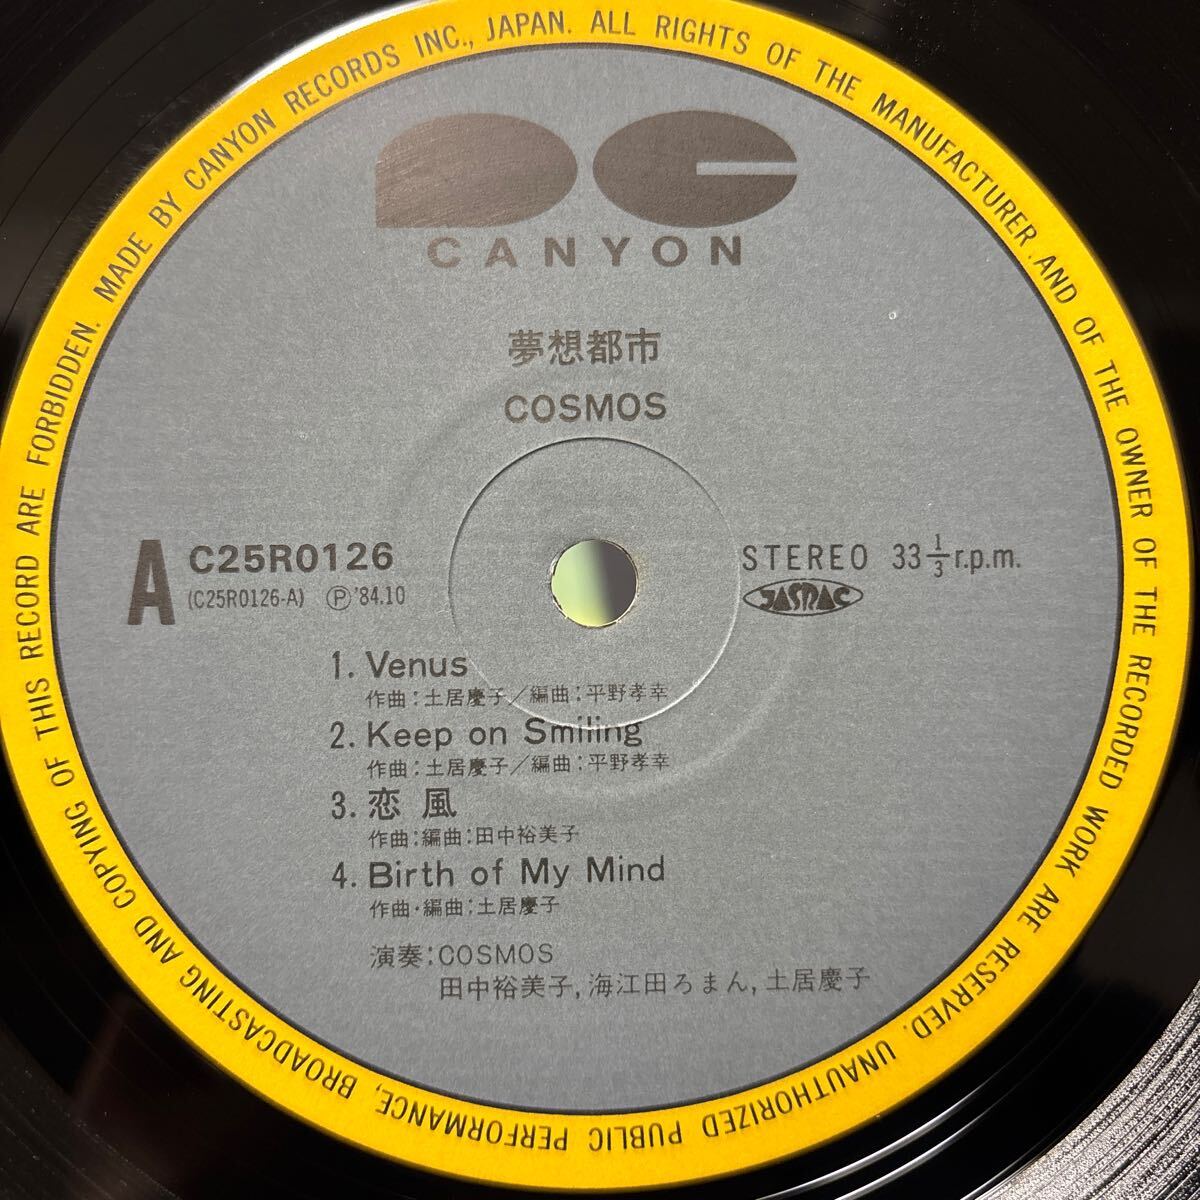 MADE BY CANYON RECORDS INC., JAPAN. ALL RIGHTS OF THE MANUFACTURER AND OF THE OWNER OF THE RECORDED WORK ARE RESERVED. UNAUTHORIZED PUBLIC PERFORMANCE, BROADCASTING AND COPYING OF THIS RECORD ARE FORBIDDEN.
CANYON
夢想都市
COSMOS
A C25R0126
(C25R0126-A) Ⓟ'84.10
STEREO 33 1/3 r.p.m.
JASRAC
1. Venus
作曲:土居慶子/編曲:平野孝幸
2. Keep on Smiling
作曲:土居慶子/編曲:平野孝幸
3. 恋風
作曲:編曲:田中裕美子
4. Birth of My Mind
作曲・編曲:土居慶子
演奏:COSMOS
田中裕美子,海江田ろまん,土居慶子